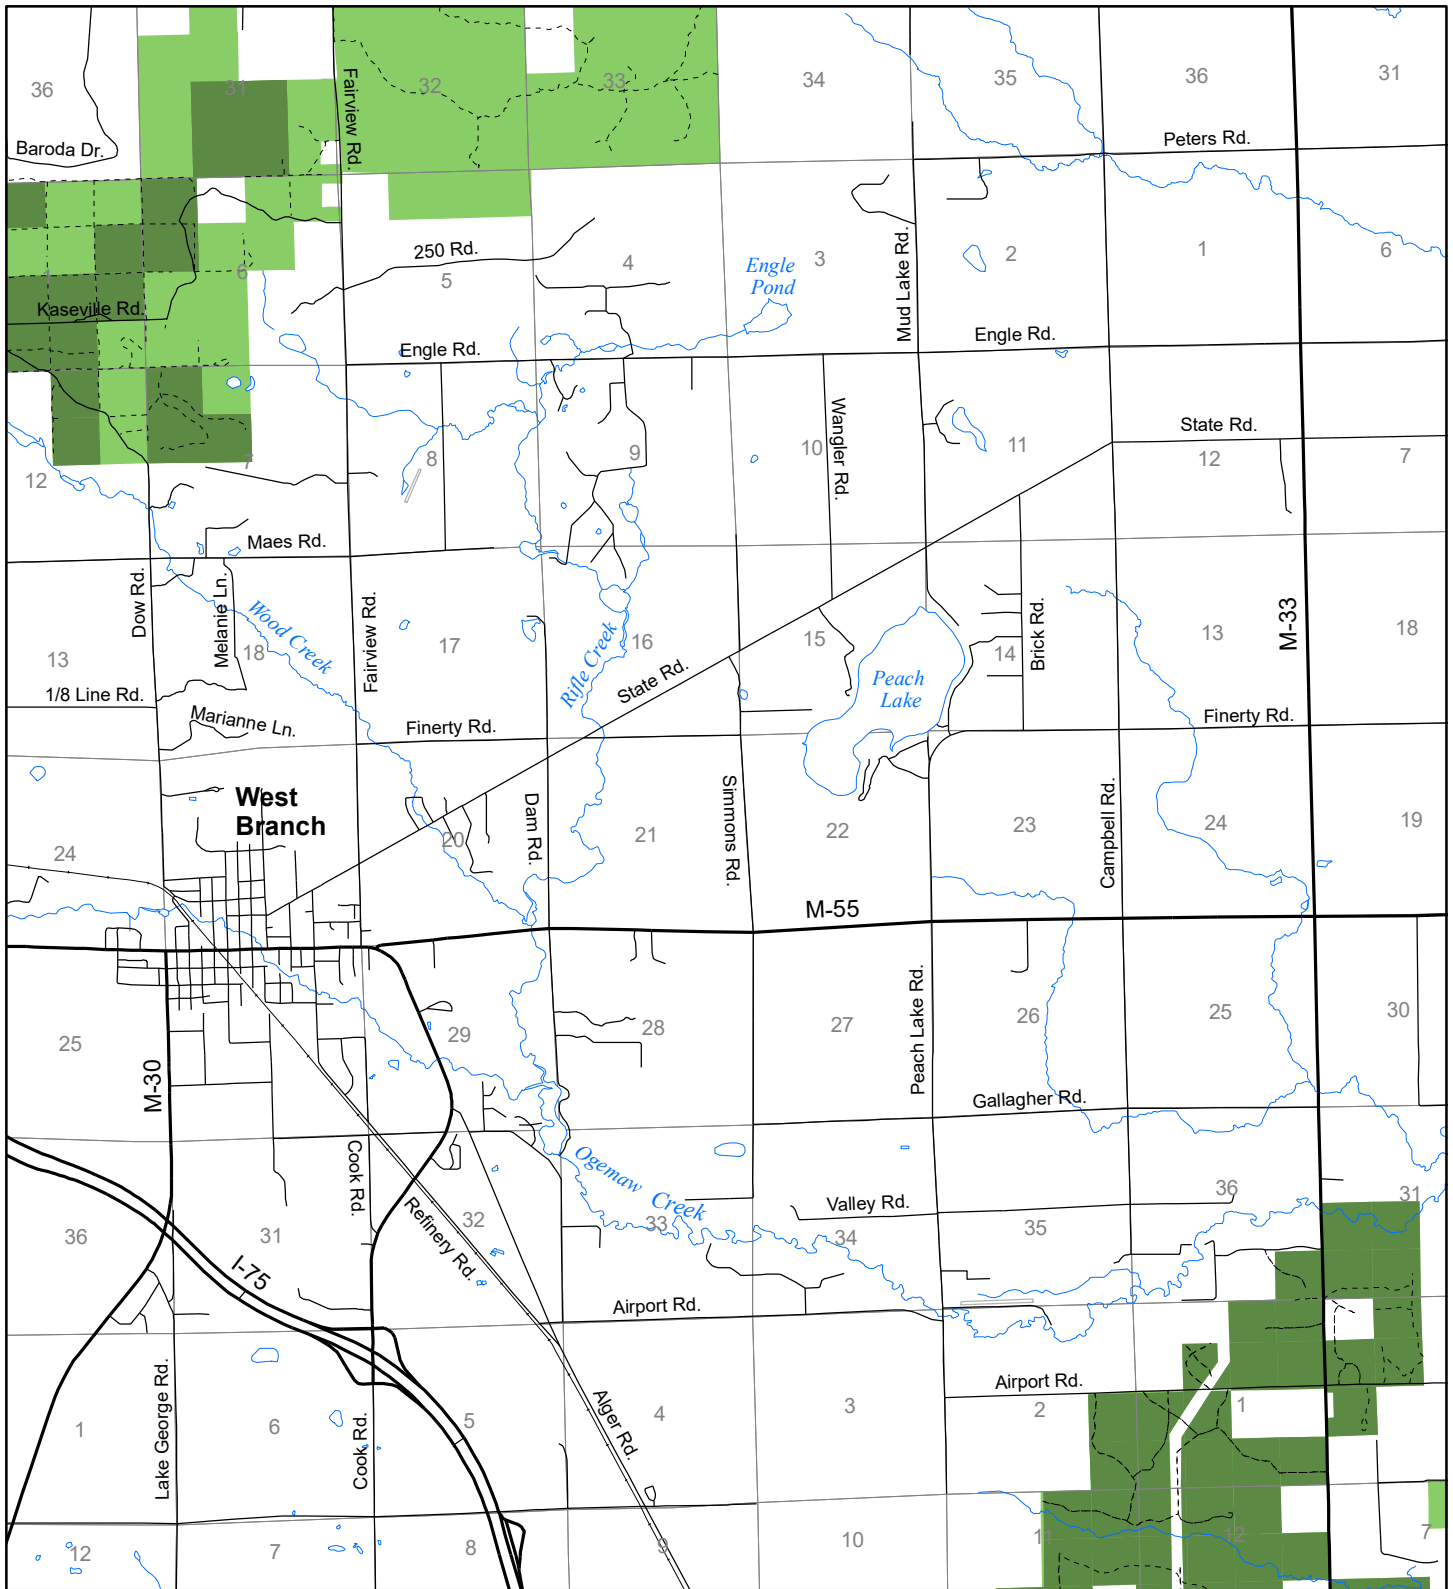 36
31
Fairview Rd.
32
33
34
35
36
31
Baroda Dr.
Peters Rd.
1
6
250 Rd.
5
4
Engle
Pond
3
Mud Lake Rd.
2
1
6
Kaseville Rd.
Engle Rd.
Engle Rd.
12
7
8
9
10
Wangler Rd.
11
State Rd.
12
7
Maes Rd.
Dow Rd.
Melanie Ln.
Wood Creek
Fairview Rd.
17
Rifle Creek
16
State Rd.
15
Peach
Lake
14
Brick Rd.
13
M-33
18
13
18
1/8 Line Rd.
Marianne Ln.
Finerty Rd.
Finerty Rd.
West
Branch
24
20
Dam Rd.
21
Simmons Rd.
22
23
Campbell Rd.
24
19
M-55
25
M-30
29
28
27
Peach Lake Rd.
26
25
30
Gallagher Rd.
Cook Rd.
Ogemaw Creek
36
31
I-75
Refinery Rd.
32
33
Valley Rd.
34
35
36
31
Airport Rd.
Airport Rd.
1
Lake George Rd.
6
Cook Rd.
5
Alger Rd.
4
3
2
1
12
7
8
9
10
11
12
7